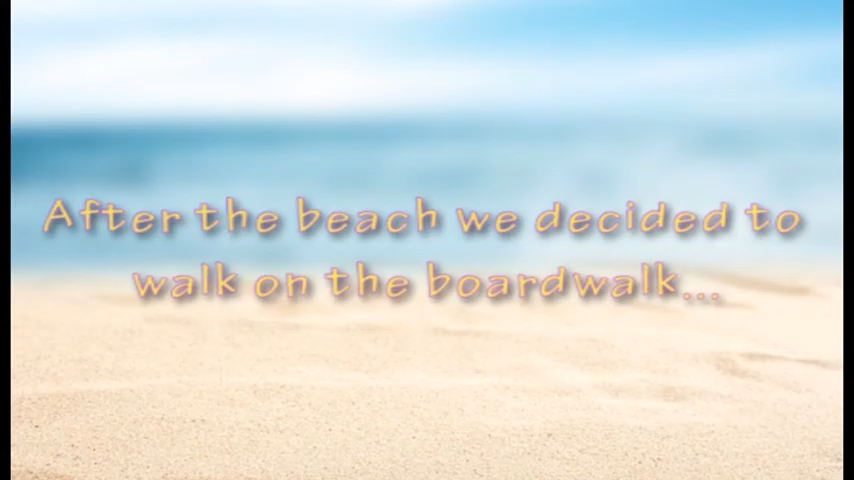 After the beach we decided to
walk on the boardwalk...